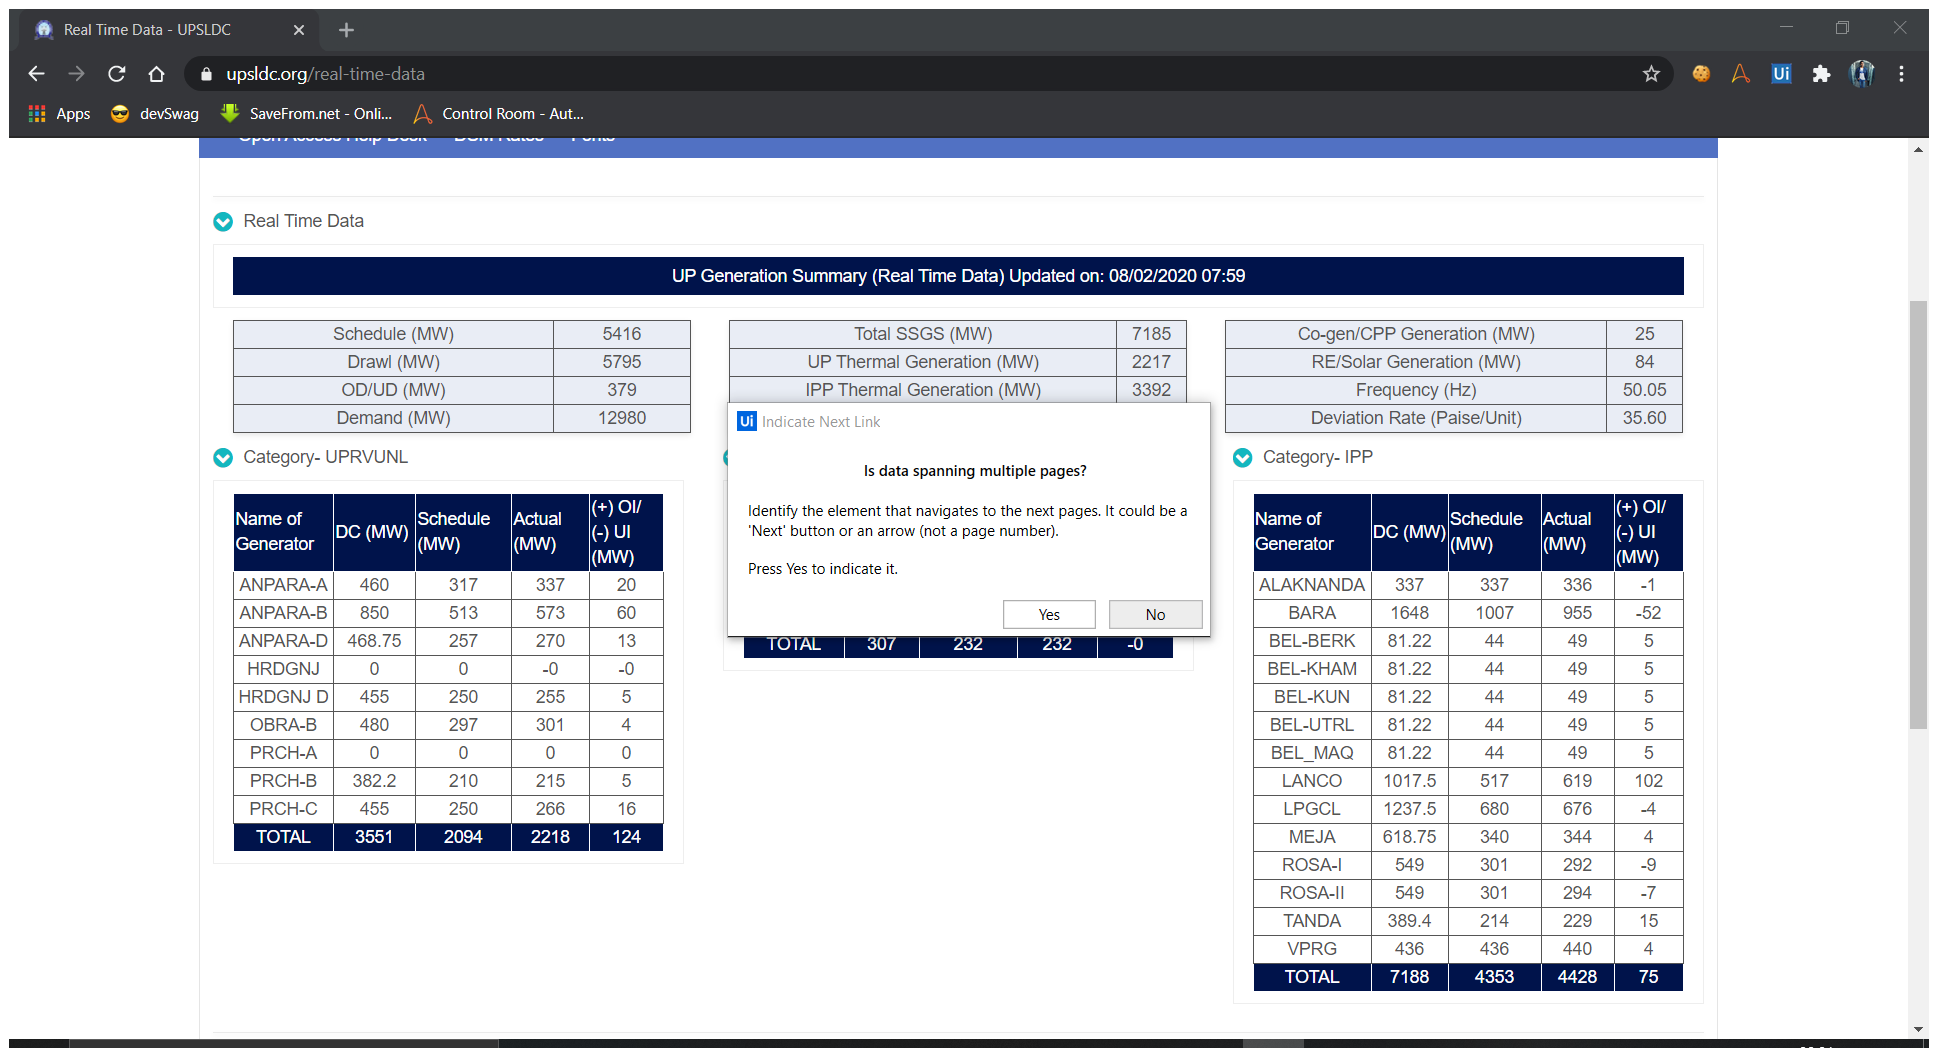 Real Time Data - UPSLDC
upsldc.org/real-time-data
Ui
Apps devSwag SaveFrom.net - Onli... Control Room - Aut...
Open Access Help Desk DSM Rates Fonts
Real Time Data
UP Generation Summary (Real Time Data) Updated on: 08/02/2020 07:59
Schedule (MW) 5416
Drawl (MW) 5795
OD/UD (MW) 379
Demand (MW) 12980
Total SSGS (MW) 7185
UP Thermal Generation (MW) 2217
IPP Thermal Generation (MW) 3392
Co-gen/CPP Generation (MW) 25
RE/Solar Generation (MW) 84
Frequency (Hz) 50.05
Deviation Rate (Paise/Unit) 35.60
Category- UPRVUNL
Name of Generator DC (MW) Schedule (MW) Actual (MW) (+) OI/ (-) UI (MW)
ANPARA-A 460 317 337 20
ANPARA-B 850 513 573 60
ANPARA-D 468.75 257 270 13
HRDGNJ 0 0 -0 -0
HRDGNJ D 455 250 255 5
OBRA-B 480 297 301 4
PRCH-A 0 0 0 0
PRCH-B 382.2 210 215 5
PRCH-C 455 250 266 16
TOTAL 3551 2094 2218 124
Ui Indicate Next Link
Is data spanning multiple pages?
Identify the element that navigates to the next pages. It could be a
'Next' button or an arrow (not a page number).
Press Yes to indicate it.
Yes No
TOTAL 307 232 232 -0
Category- IPP
Name of Generator DC (MW) Schedule (MW) Actual (MW) (+) OI/ (-) UI (MW)
ALAKNANDA 337 337 336 -1
BARA 1648 1007 955 -52
BEL-BERK 81.22 44 49 5
BEL-KHAM 81.22 44 49 5
BEL-KUN 81.22 44 49 5
BEL-UTRL 81.22 44 49 5
BEL_MAQ 81.22 44 49 5
LANCO 1017.5 517 619 102
LPGCL 1237.5 680 676 -4
MEJA 618.75 340 344 4
ROSA-I 549 301 292 -9
ROSA-II 549 301 294 -7
TANDA 389.4 214 229 15
VPRG 436 436 440 4
TOTAL 7188 4353 4428 75